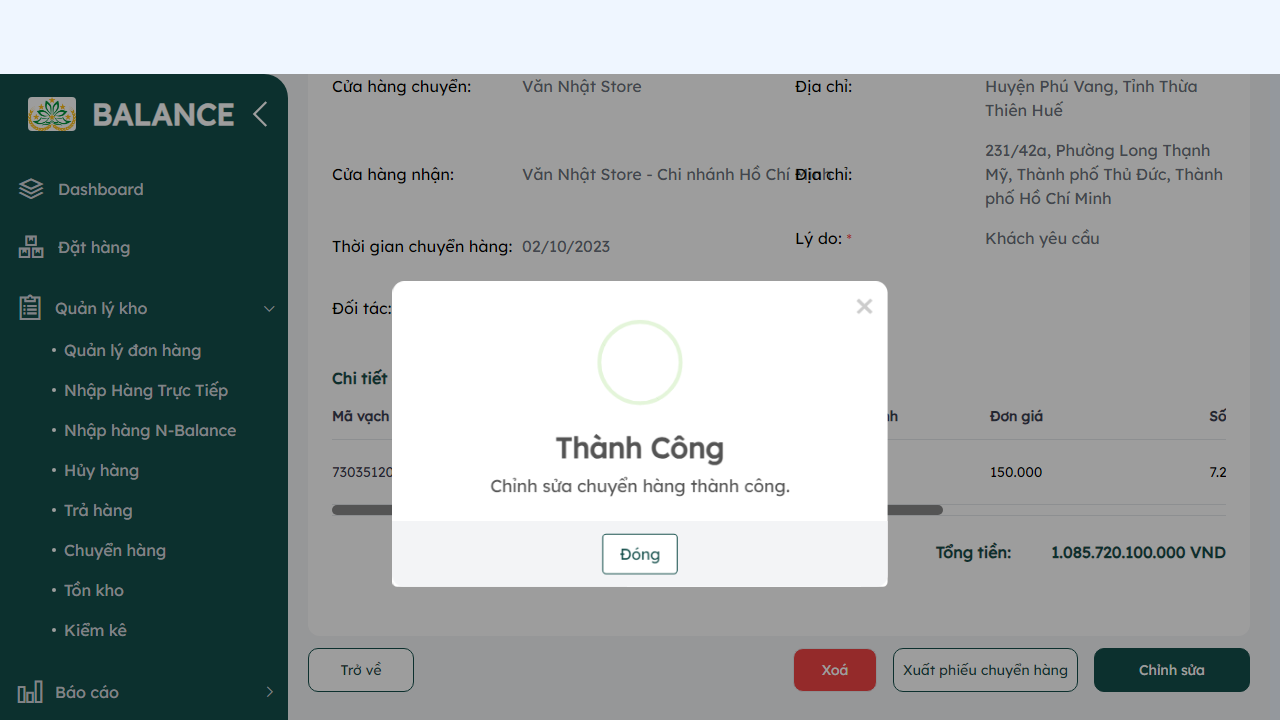 BALANCE
Dashboard
Đặt hàng
Quản lý kho
• Quản lý đơn hàng
• Nhập Hàng Trực Tiếp
• Nhập hàng N-Balance
• Hủy hàng
• Trả hàng
• Chuyển hàng
• Tồn kho
• Kiểm kê
Báo cáo
Cửa hàng chuyển: Văn Nhật Store
Địa chỉ: Huyện Phú Vang, Tỉnh Thừa
Thiên Huế
Cửa hàng nhận: Văn Nhật Store - Chi nhánh Hồ Chí Minh
Địa chỉ: 231/42a, Phường Long Thạnh
Mỹ, Thành phố Thủ Đức, Thành
phố Hồ Chí Minh
Thời gian chuyển hàng: 02/10/2023
Lý do: * Khách yêu cầu
Đối tác:
Chi tiết
Mã vạch Đơn giá Số
73035120 150.000 7.2
Tổng tiền: 1.085.720.100.000 VND
×
Thành Công
Chỉnh sửa chuyển hàng thành công.
Đóng
Trở về
Xoá
Xuất phiếu chuyển hàng
Chỉnh sửa